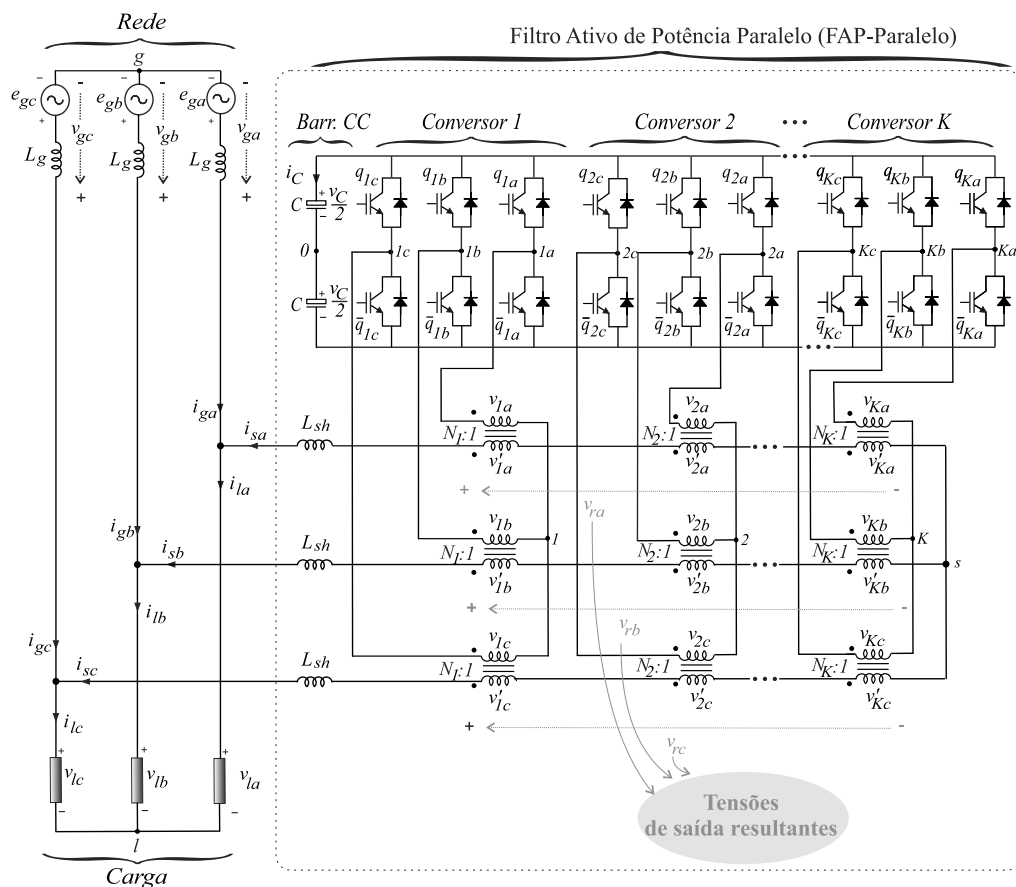 Rede
Filtro Ativo de Potência Paralelo (FAP-Paralelo)
g
e_gc e_gb e_ga
v_gc v_gb v_ga
L_g L_g L_g
Barr. CC Conversor 1 Conversor 2 ••• Conversor K
i_C
q_1c q_1b q_1a q_2c q_2b q_2a q_Kc q_Kb q_Ka
C v_C/2
0 1c 1b 1a 2c 2b 2a Kc Kb Ka
C v_C/2
q̄_1c q̄_1b q̄_1a q̄_2c q̄_2b q̄_2a q̄_Kc q̄_Kb q̄_Ka
i_ga i_sa L_sh v_1a v_2a v_Ka
N_1:1 N_2:1 N_K:1
i_la v'_1a v'_2a v'_Ka
+ -
v_ra
i_gb i_sb L_sh v_1b 1 v_2b 2 v_Kb K
N_1:1 N_2:1 N_K:1 s
i_lb v'_1b v'_2b v'_Kb
+ -
v_rb
i_gc i_sc L_sh v_1c v_2c v_Kc
N_1:1 N_2:1 N_K:1
i_lc v'_1c v'_2c v'_Kc
+ -
v_rc
v_lc v_lb v_la
Tensões
de saída resultantes
l
Carga